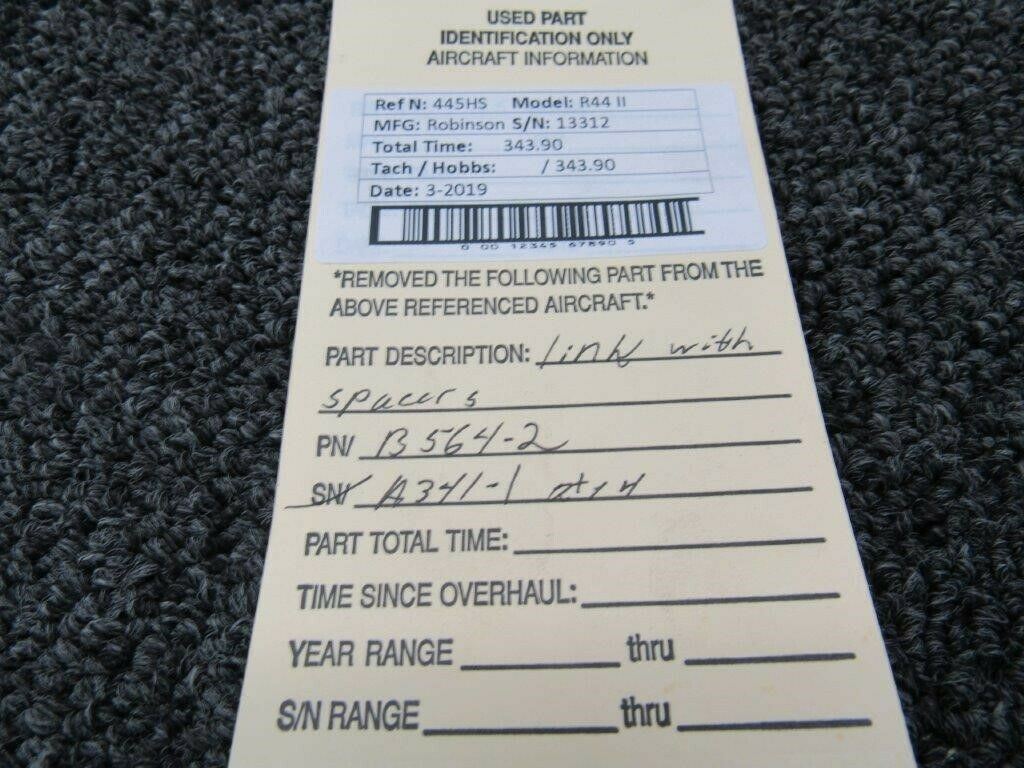 USED PART
IDENTIFICATION ONLY
AIRCRAFT INFORMATION
Ref N: 445HS Model: R44 II
MFG: Robinson S/N: 13312
Total Time: 343.90
Tach / Hobbs: / 343.90
Date: 3-2019
0 00 12345 67890 5
*REMOVED THE FOLLOWING PART FROM THE
ABOVE REFERENCED AIRCRAFT.*
PART DESCRIPTION: link with
spacers
PN/ B564-2
SN/ A341-1 qty 4
PART TOTAL TIME:
TIME SINCE OVERHAUL:
YEAR RANGE thru
S/N RANGE thru